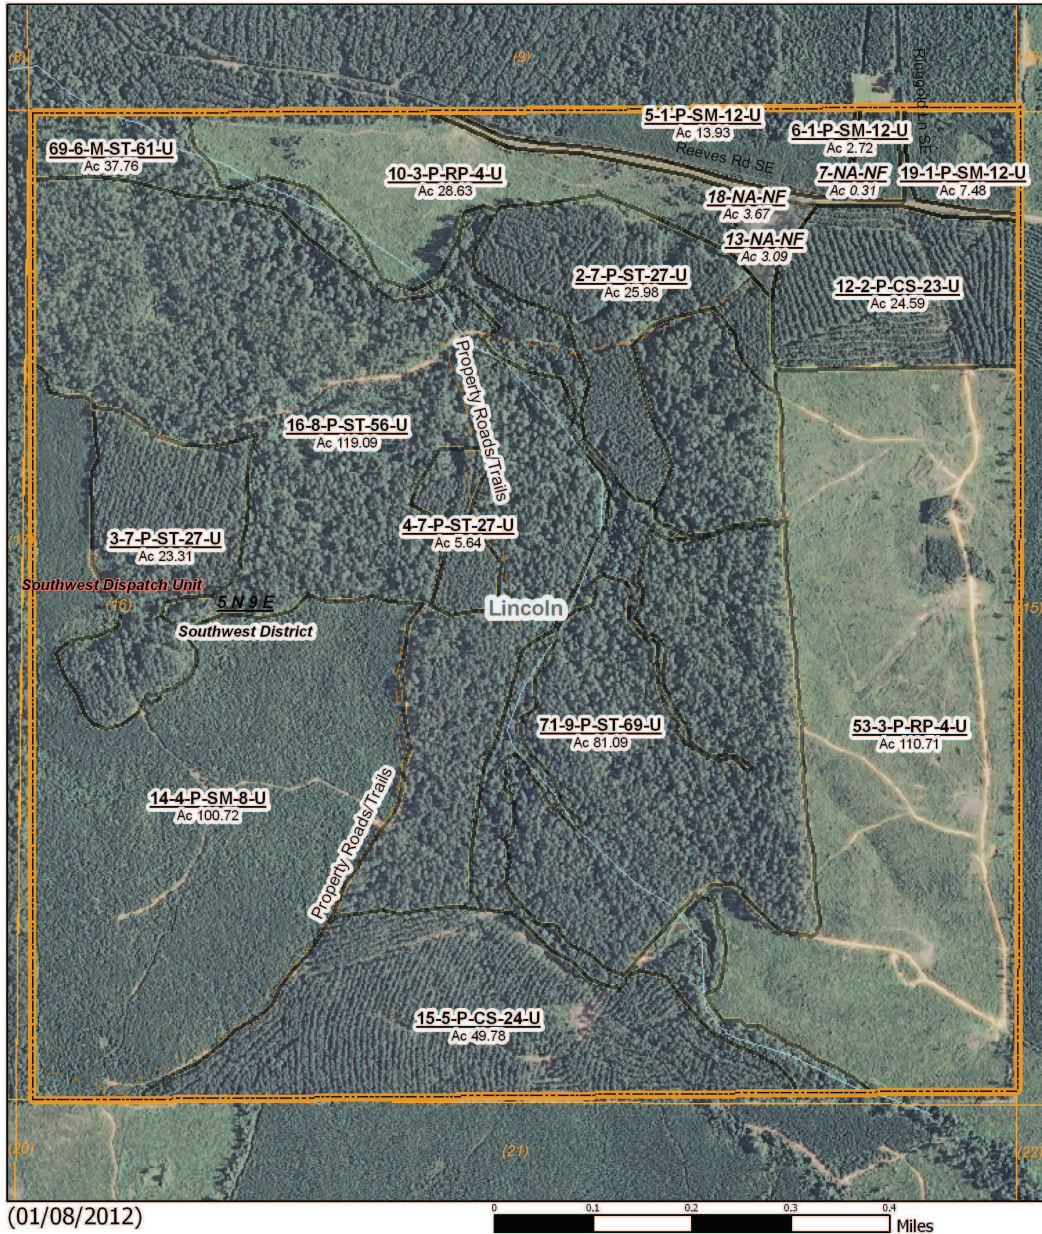 (8)
(9)
Ringgold Ln SE
5-1-P-SM-12-U
Ac 13.93
6-1-P-SM-12-U
Ac 2.72
69-6-M-ST-61-U
Ac 37.76
Reeves Rd SE
10-3-P-RP-4-U
Ac 28.63
7-NA-NF
Ac 0.31
19-1-P-SM-12-U
Ac 7.48
18-NA-NF
Ac 3.67
13-NA-NF
Ac 3.09
2-7-P-ST-27-U
Ac 25.98
12-2-P-CS-23-U
Ac 24.59
Property Roads/Trails
16-8-P-ST-56-U
Ac 119.09
4-7-P-ST-27-U
Ac 5.64
3-7-P-ST-27-U
Ac 23.31
Southwest Dispatch Unit
(16)
5 N 9 E
Lincoln
(15)
Southwest District
71-9-P-ST-69-U
Ac 81.09
53-3-P-RP-4-U
Ac 110.71
14-4-P-SM-8-U
Ac 100.72
Property Roads/Trails
15-5-P-CS-24-U
Ac 49.78
(20)
(21)
(22)
(01/08/2012)
0 0.1 0.2 0.3 0.4
Miles